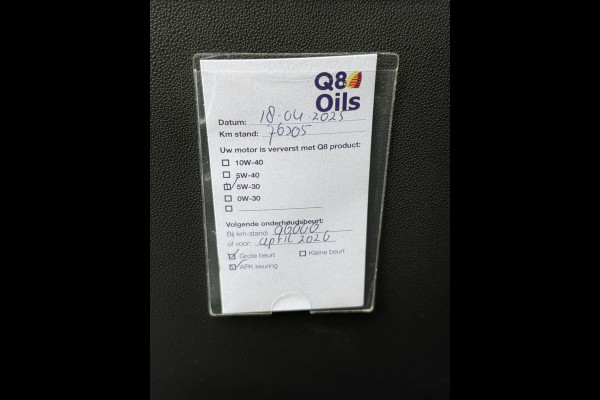 Q8
Oils
Datum: 18-04 2025
Km stand: 76205
Uw motor is ververst met Q8 product:
10W-40
5W-40
5W-30
0W-30
Volgende onderhoudsbeurt:
Bij km-stand:
of voor: april 2026
Grote beurt Kleine beurt
APK keuring